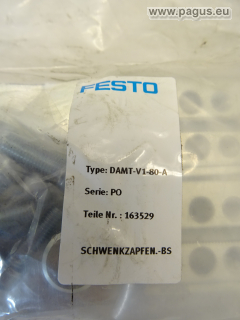 © www.pagus.eu
FESTO
Type: DAMT-V1-80-A
Serie: PO
Teile Nr. : 163529
SCHWENKZAPFEN.-BS